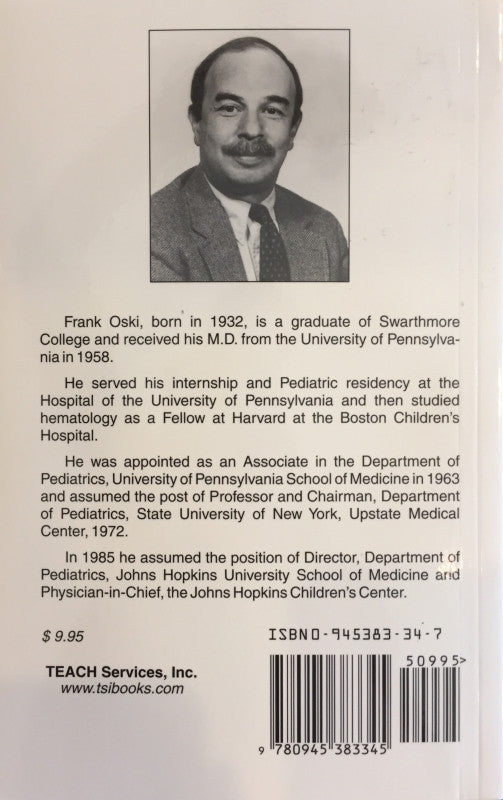 Frank Oski, born in 1932, is a graduate of Swarthmore
College and received his M.D. from the University of Pennsylva-
nia in 1958.
He served his internship and Pediatric residency at the
Hospital of the University of Pennsylvania and then studied
hematology as a Fellow at Harvard at the Boston Children's
Hospital.
He was appointed as an Associate in the Department of
Pediatrics, University of Pennsylvania School of Medicine in 1963
and assumed the post of Professor and Chairman, Department
of Pediatrics, State University of New York, Upstate Medical
Center, 1972.
In 1985 he assumed the position of Director, Department of
Pediatrics, Johns Hopkins University School of Medicine and
Physician-in-Chief, the Johns Hopkins Children's Center.
$ 9.95
TEACH Services, Inc.
www.tsibooks.com
ISBN 0-945383-34-7
50995>
9 780945 383345